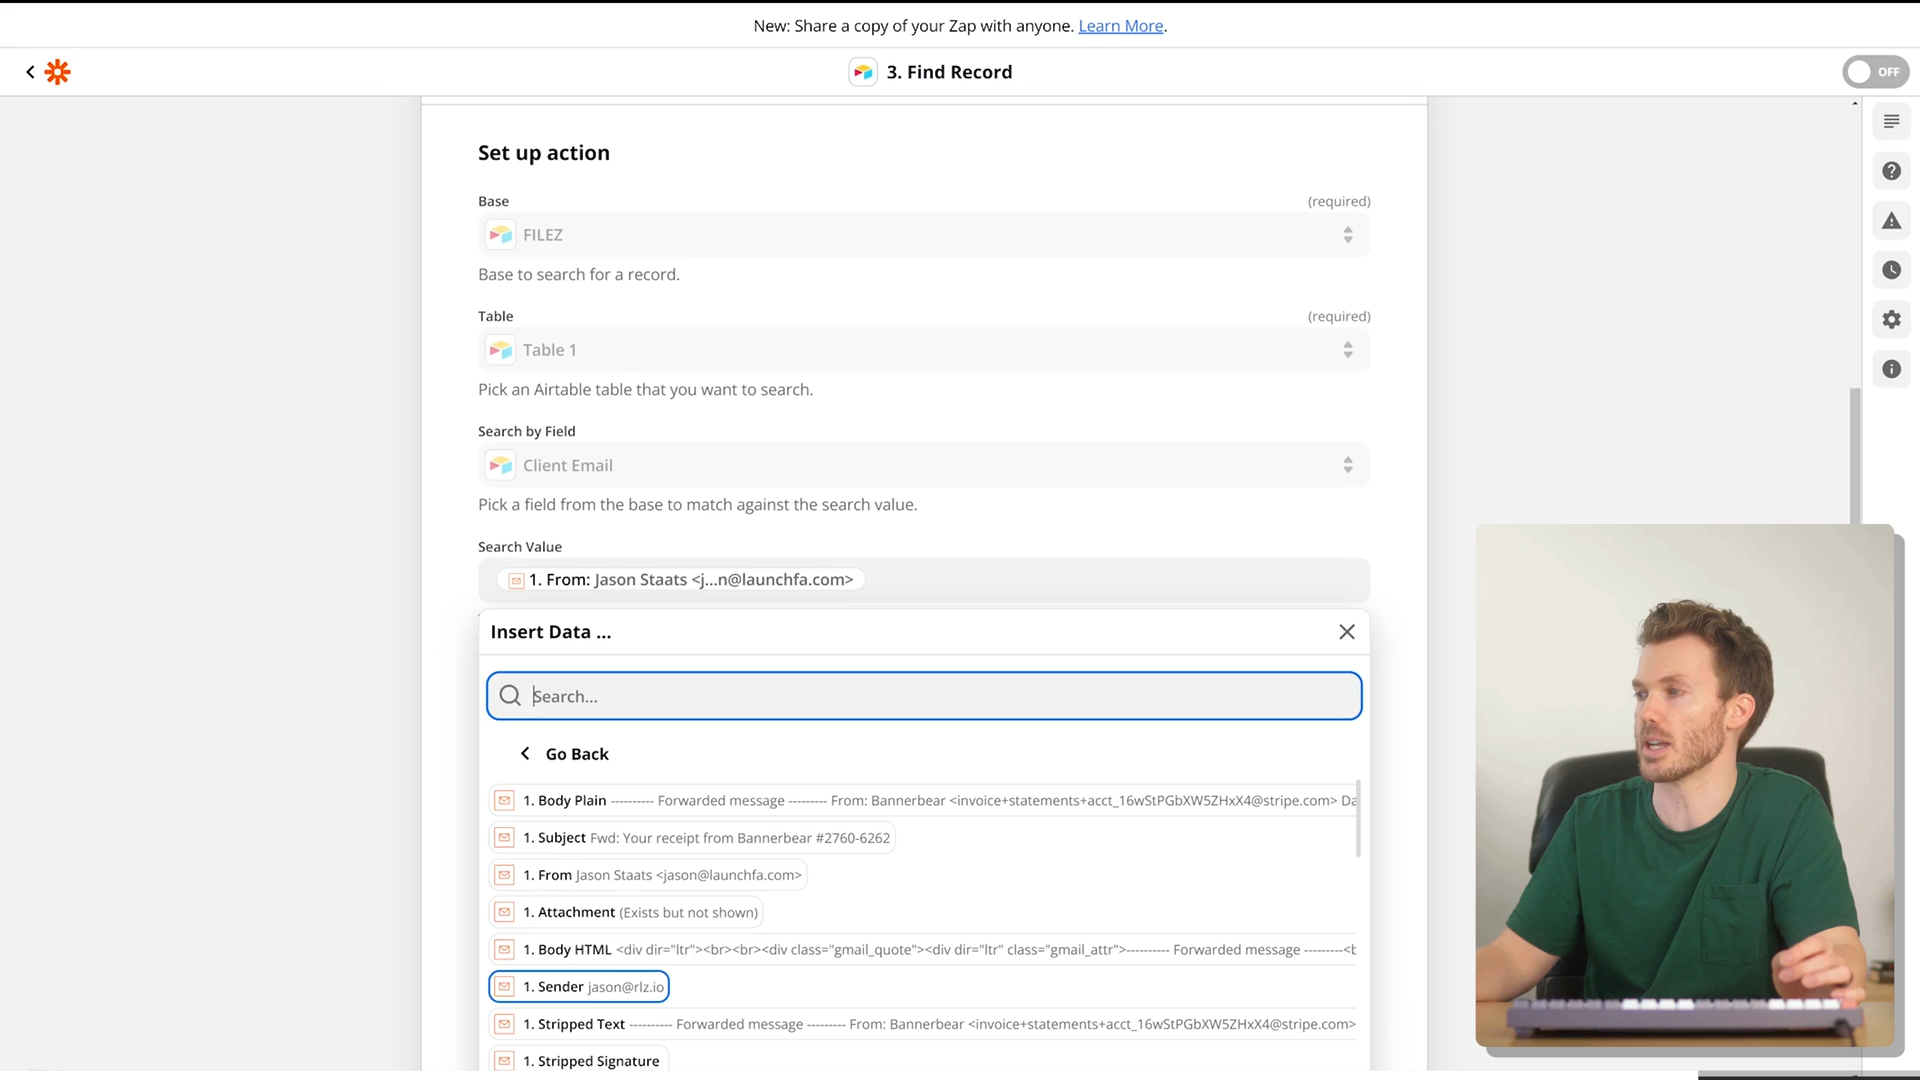 New: Share a copy of your Zap with anyone. Learn More.
3. Find Record
OFF
Set up action
Base (required)
FILEZ
Base to search for a record.
Table (required)
Table 1
Pick an Airtable table that you want to search.
Search by Field
Client Email
Pick a field from the base to match against the search value.
Search Value
1. From: Jason Staats <j...n@launchfa.com>
Insert Data ...
Search...
Go Back
1. Body Plain ---------- Forwarded message --------- From: Bannerbear <invoice+statements+acct_16wStPGbXW5ZHxX4@stripe.com> Da
1. Subject Fwd: Your receipt from Bannerbear #2760-6262
1. From Jason Staats <jason@launchfa.com>
1. Attachment (Exists but not shown)
1. Body HTML <div dir="ltr"><br><br><div class="gmail_quote"><div dir="ltr" class="gmail_attr">---------- Forwarded message ---------<b
1. Sender jason@rlz.io
1. Stripped Text ---------- Forwarded message --------- From: Bannerbear <invoice+statements+acct_16wStPGbXW5ZHxX4@stripe.com>
1. Stripped Signature